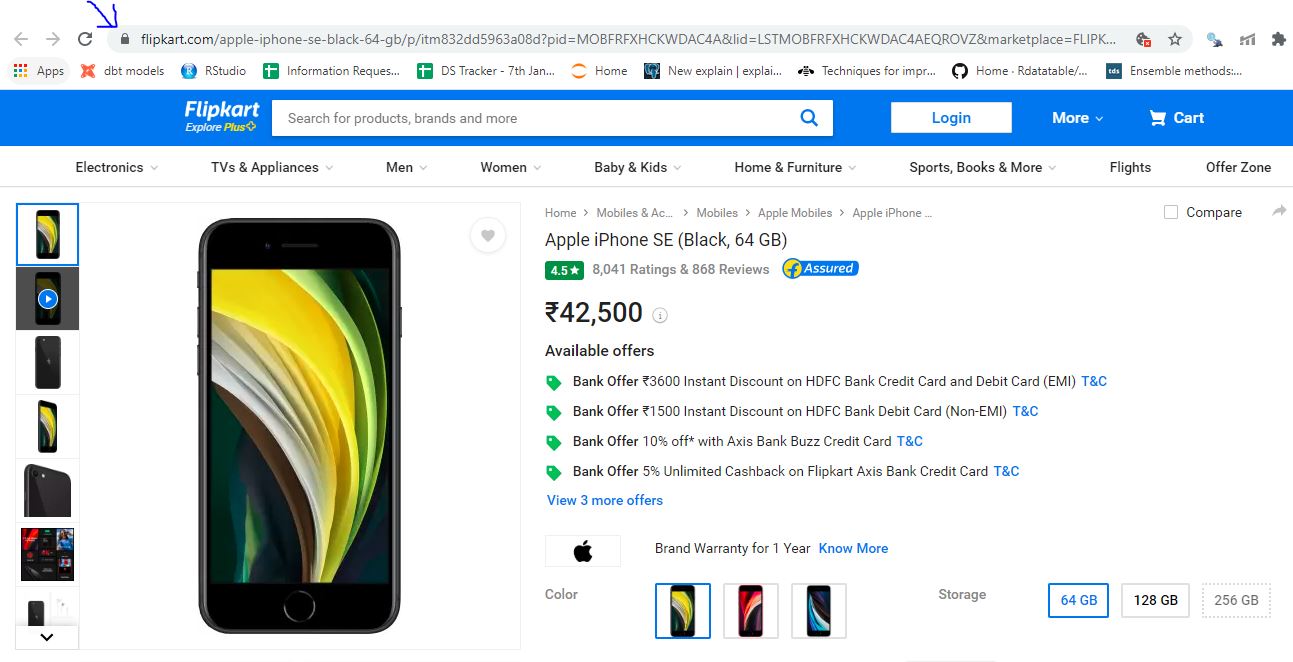 flipkart.com/apple-iphone-se-black-64-gb/p/itm832dd5963a08d?pid=MOBFRFXHCKWDAC4A&lid=LSTMOBFRFXHCKWDAC4AEQROVZ&marketplace=FLIPK...
Apps dbt models RStudio Information Reques... DS Tracker - 7th Jan... Home New explain | explai... Techniques for impr... Home · Rdatatable/... tds Ensemble methods:...
Flipkart
Explore Plus
Search for products, brands and more
Login More Cart
Electronics TVs & Appliances Men Women Baby & Kids Home & Furniture Sports, Books & More Flights Offer Zone
Home > Mobiles & Ac... > Mobiles > Apple Mobiles > Apple iPhone ...
Compare
Apple iPhone SE (Black, 64 GB)
4.5★ 8,041 Ratings & 868 Reviews f Assured
₹42,500
Available offers
Bank Offer ₹3600 Instant Discount on HDFC Bank Credit Card and Debit Card (EMI) T&C
Bank Offer ₹1500 Instant Discount on HDFC Bank Debit Card (Non-EMI) T&C
Bank Offer 10% off* with Axis Bank Buzz Credit Card T&C
Bank Offer 5% Unlimited Cashback on Flipkart Axis Bank Credit Card T&C
View 3 more offers
Brand Warranty for 1 Year Know More
Color
Storage 64 GB 128 GB 256 GB